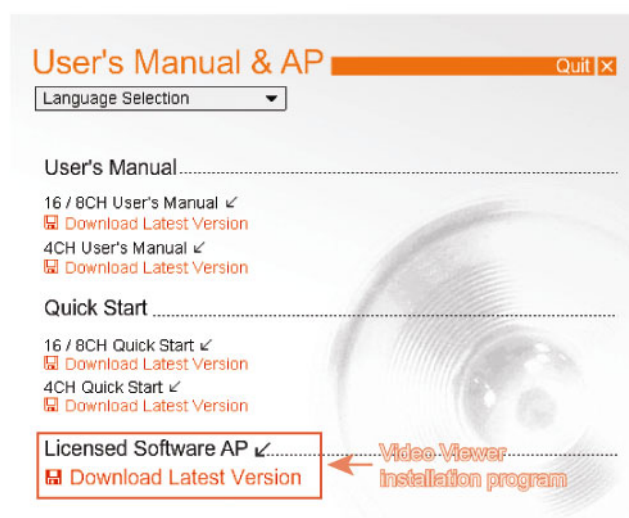 User's Manual & AP
Quit
Language Selection
User's Manual
16 / 8CH User's Manual
Download Latest Version
4CH User's Manual
Download Latest Version
Quick Start
16 / 8CH Quick Start
Download Latest Version
4CH Quick Start
Download Latest Version
Licensed Software AP
Download Latest Version
Video Viewer
installation program